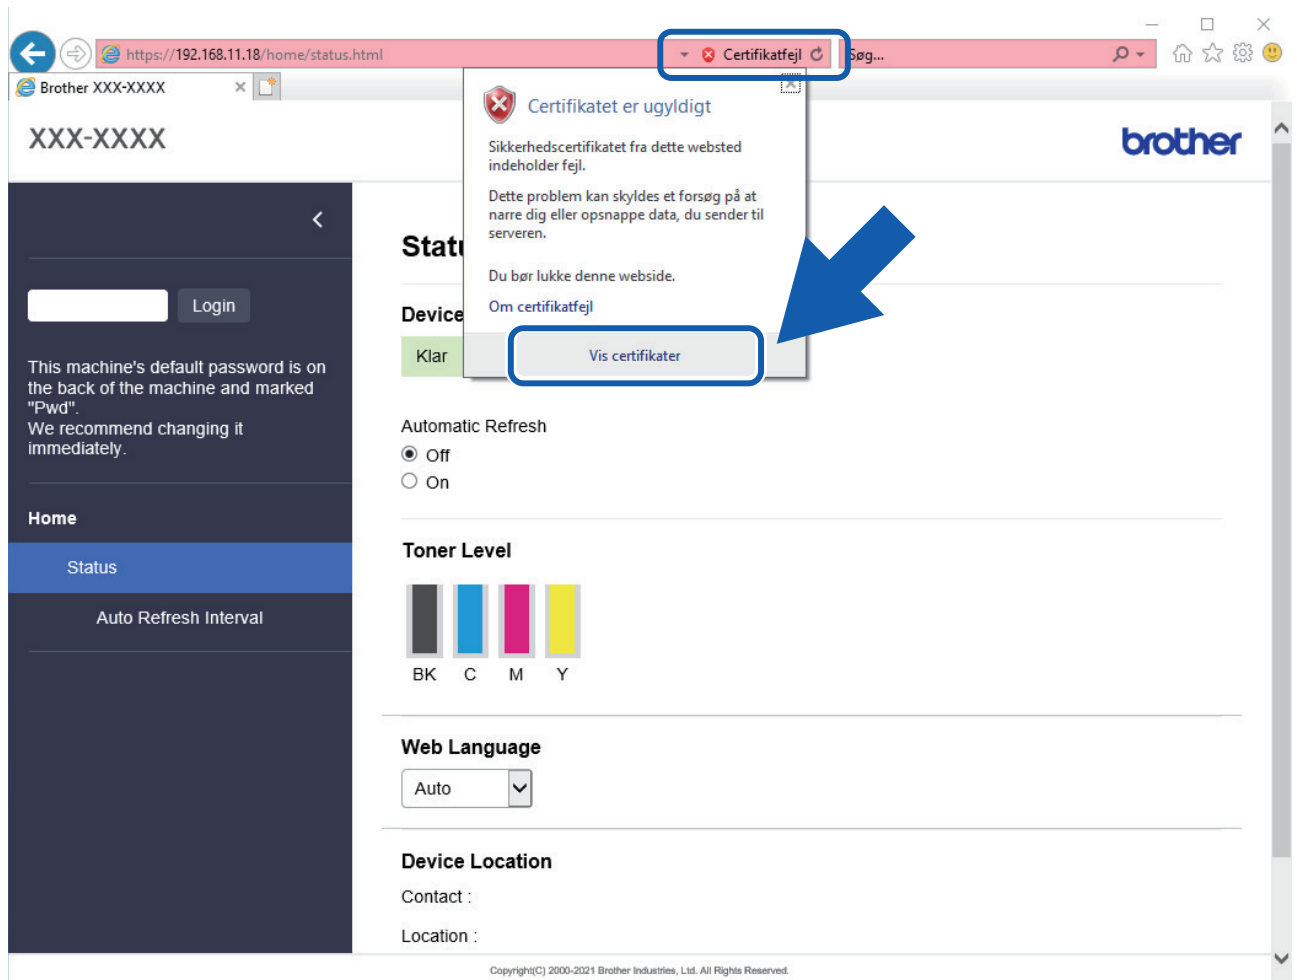 https://192.168.11.18/home/status.html
Certifikatfejl
Søg...
Brother XXX-XXXX
XXX-XXXX
brother
Certifikatet er ugyldigt
Sikkerhedscertifikatet fra dette websted
indeholder fejl.
Dette problem kan skyldes et forsøg på at
narre dig eller opsnappe data, du sender til
serveren.
Du bør lukke denne webside.
Om certifikatfejl
Vis certifikater
Login
This machine's default password is on
the back of the machine and marked
"Pwd".
We recommend changing it
immediately.
Home
Status
Auto Refresh Interval
Statu
Device
Klar
Automatic Refresh
Off
On
Toner Level
BK C M Y
Web Language
Auto
Device Location
Contact :
Location :
Copyright(C) 2000-2021 Brother Industries, Ltd. All Rights Reserved.